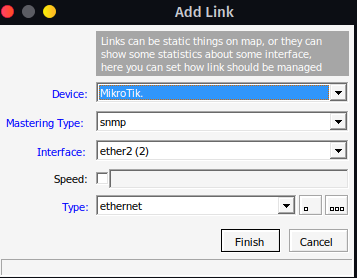 Add Link
Links can be static things on map, or they can
show some statistics about some interface,
here you can set how link should be managed
Device: MikroTik.
Mastering Type: snmp
Interface: ether2 (2)
Speed:
Type: ethernet
Finish Cancel